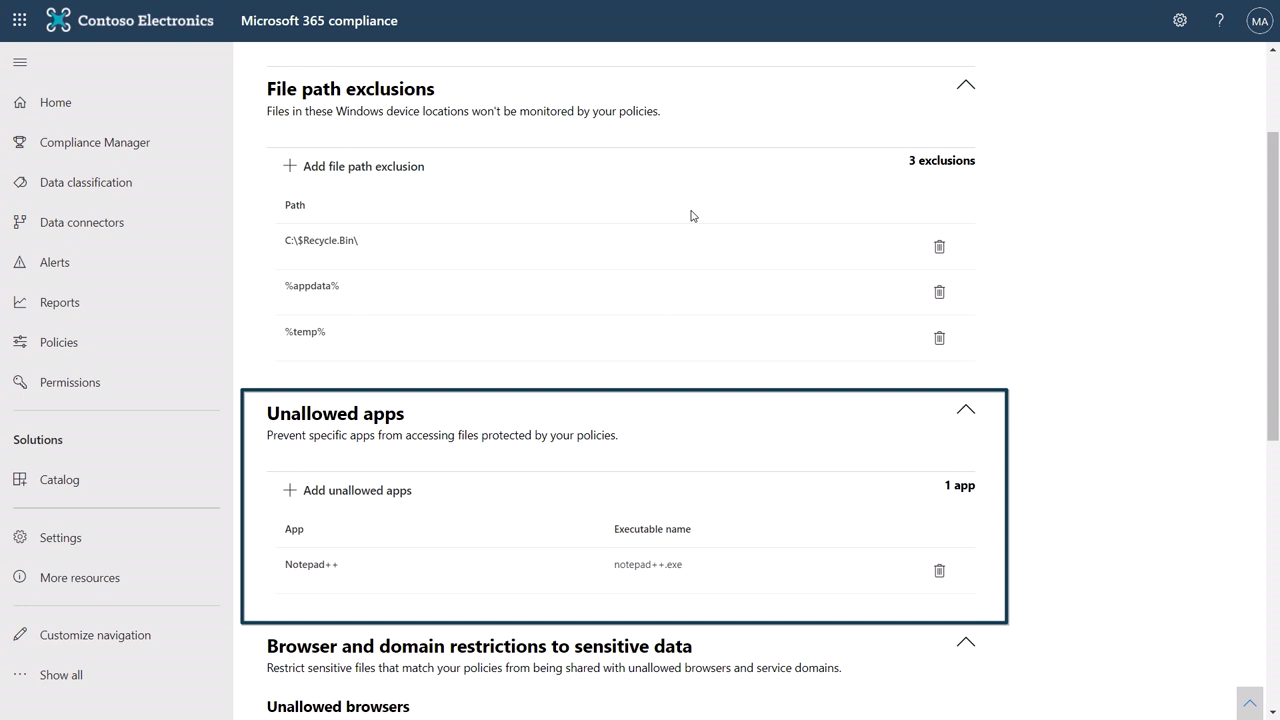 Contoso Electronics
Microsoft 365 compliance
?
MA
Home
Compliance Manager
Data classification
Data connectors
Alerts
Reports
Policies
Permissions
Solutions
Catalog
Settings
More resources
Customize navigation
Show all
File path exclusions
Files in these Windows device locations won't be monitored by your policies.
Add file path exclusion
3 exclusions
Path
C:\$Recycle.Bin\
%appdata%
%temp%
Unallowed apps
Prevent specific apps from accessing files protected by your policies.
Add unallowed apps
1 app
App Executable name
Notepad++ notepad++.exe
Browser and domain restrictions to sensitive data
Restrict sensitive files that match your policies from being shared with unallowed browsers and service domains.
Unallowed browsers